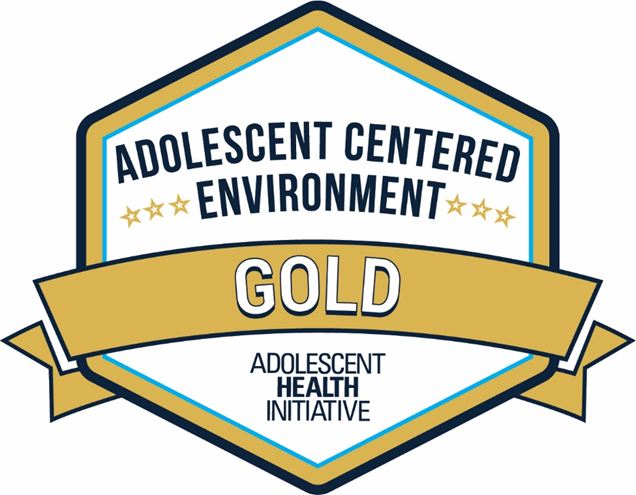 ADOLESCENT CENTERED
ENVIRONMENT
GOLD
ADOLESCENT
HEALTH
INITIATIVE